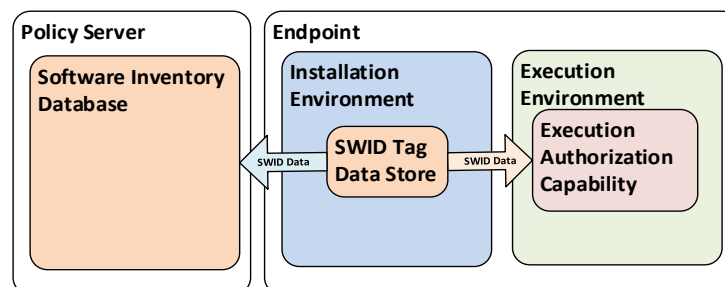 Policy Server
Software Inventory
Database
Endpoint
Installation
Environment
SWID Data
SWID Tag
Data Store
SWID Data
Execution
Environment
Execution
Authorization
Capability